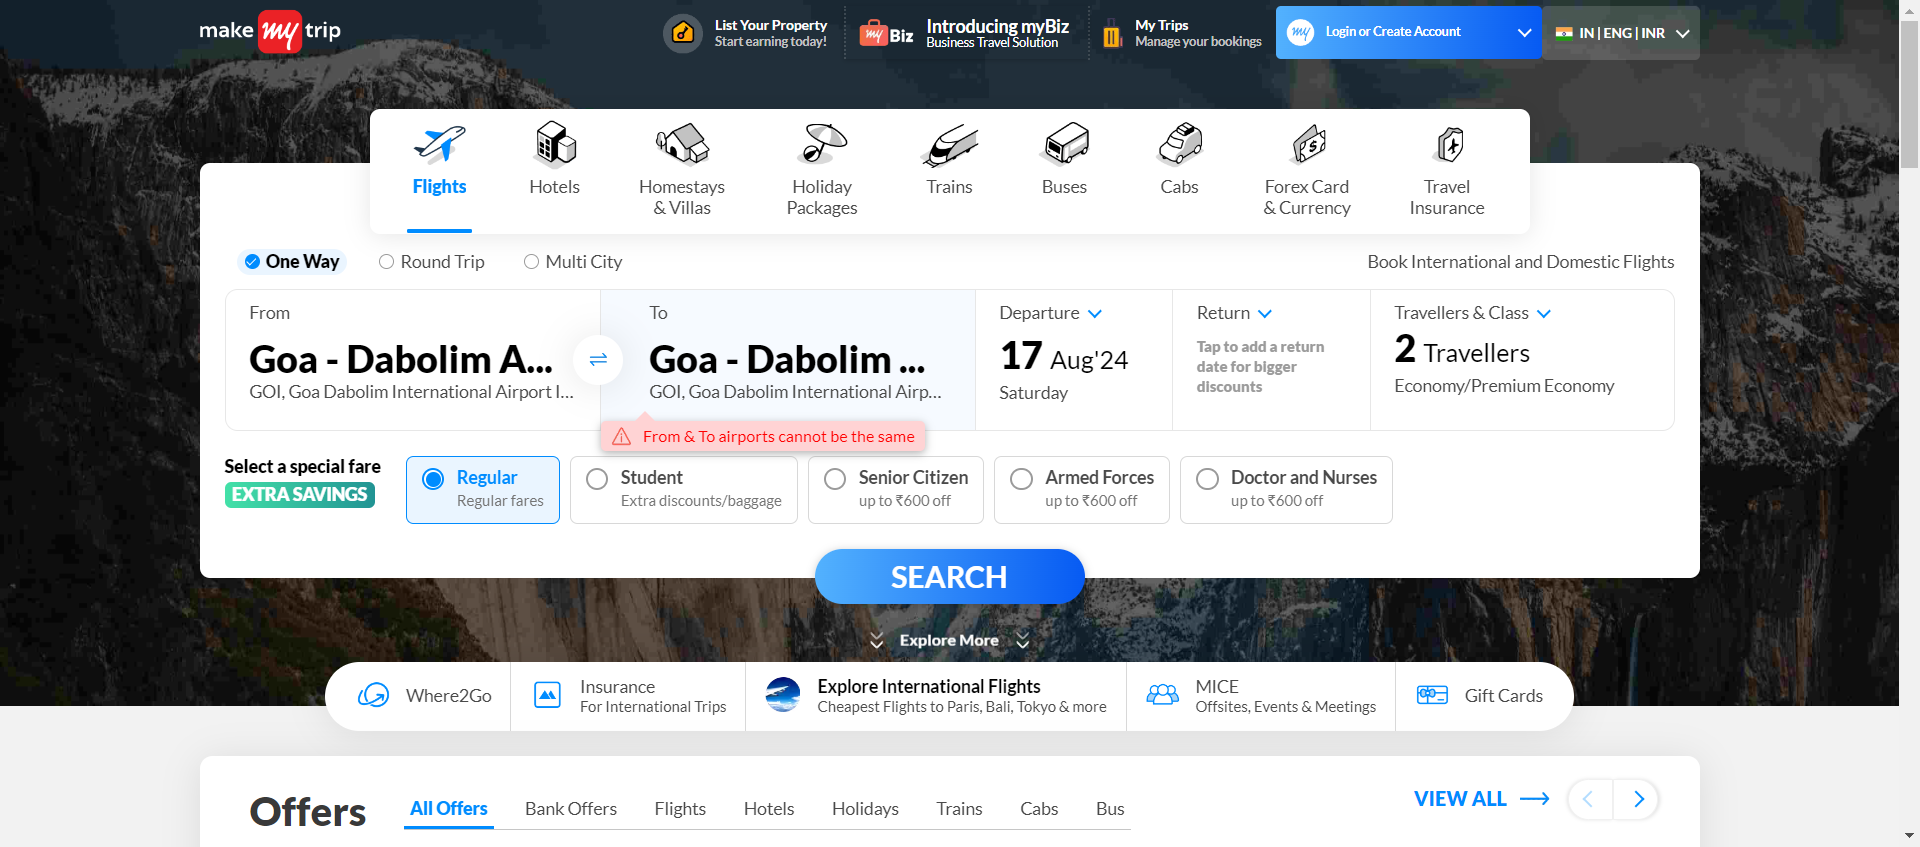 make my trip
List Your Property
Start earning today!
my Biz
Introducing myBiz
Business Travel Solution
My Trips
Manage your bookings
my
Login or Create Account
IN | ENG | INR
Flights
Hotels
Homestays
& Villas
Holiday
Packages
Trains
Buses
Cabs
Forex Card
& Currency
Travel
Insurance
One Way
Round Trip
Multi City
Book International and Domestic Flights
From
Goa - Dabolim A...
GOI, Goa Dabolim International Airport I...
To
Goa - Dabolim ...
GOI, Goa Dabolim International Airp...
From & To airports cannot be the same
Departure
17 Aug'24
Saturday
Return
Tap to add a return
date for bigger
discounts
Travellers & Class
2 Travellers
Economy/Premium Economy
Select a special fare
EXTRA SAVINGS
Regular
Regular fares
Student
Extra discounts/baggage
Senior Citizen
up to ₹600 off
Armed Forces
up to ₹600 off
Doctor and Nurses
up to ₹600 off
SEARCH
Explore More
Where2Go
Insurance
For International Trips
Explore International Flights
Cheapest Flights to Paris, Bali, Tokyo & more
MICE
Offsites, Events & Meetings
Gift Cards
Offers
All Offers
Bank Offers
Flights
Hotels
Holidays
Trains
Cabs
Bus
VIEW ALL